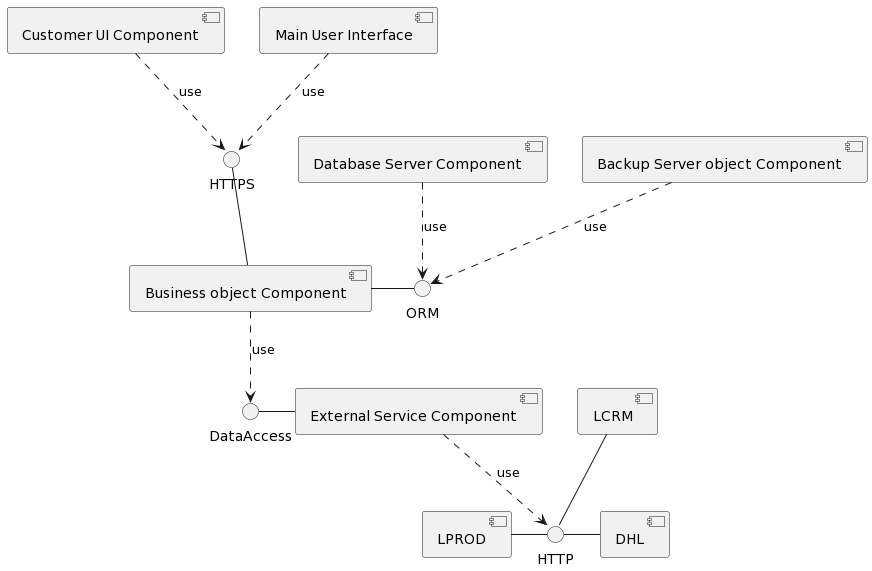 Customer UI Component
Main User Interface
use
use
HTTPS
Database Server Component
Backup Server object Component
use
use
Business object Component
ORM
use
DataAccess
External Service Component
LCRM
use
LPROD
HTTP
DHL